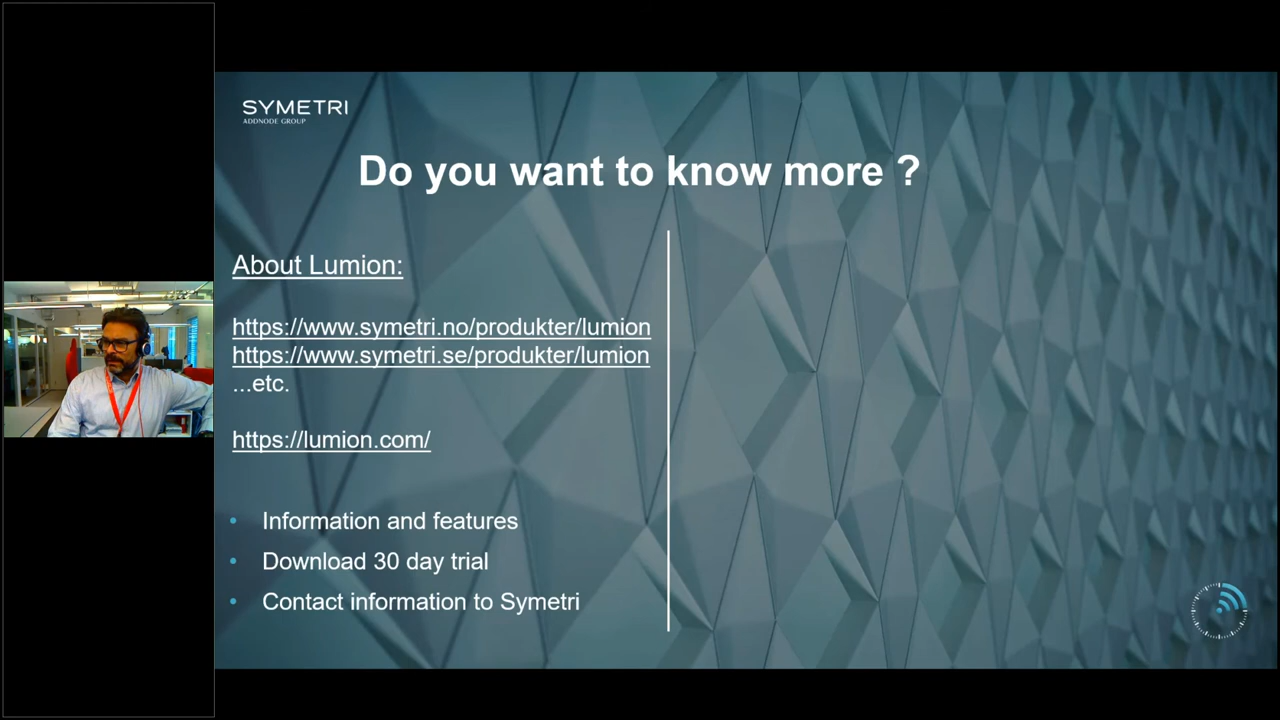 SYMETRI
ADDNODE GROUP
Do you want to know more ?
About Lumion:
https://www.symetri.no/produkter/lumion
https://www.symetri.se/produkter/lumion
...etc.
https://lumion.com/
• Information and features
• Download 30 day trial
• Contact information to Symetri